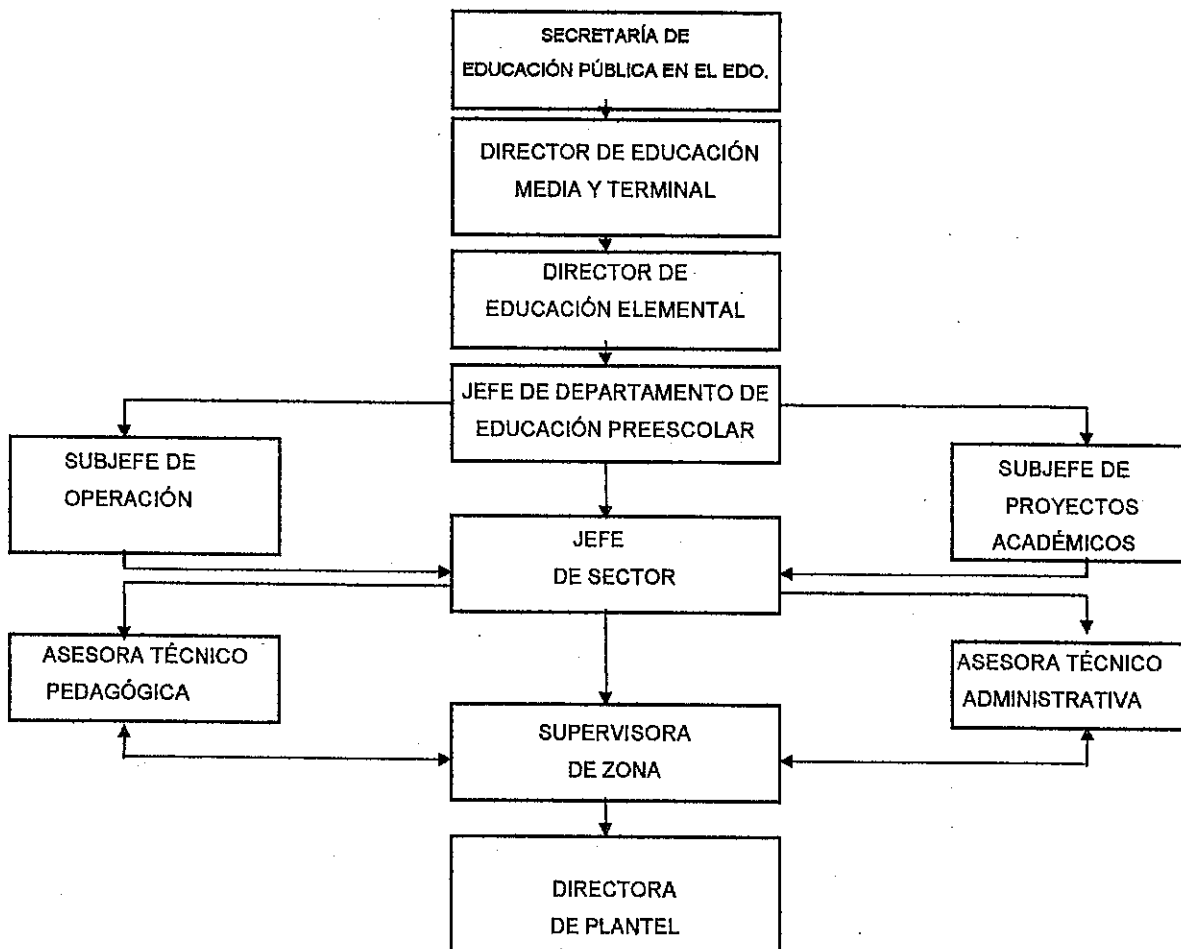 SECRETARÍA DE
EDUCACIÓN PÚBLICA EN EL EDO.
DIRECTOR DE EDUCACIÓN
MEDIA Y TERMINAL
DIRECTOR DE
EDUCACIÓN ELEMENTAL
JEFE DE DEPARTAMENTO DE
EDUCACIÓN PREESCOLAR
SUBJEFE DE
OPERACIÓN
SUBJEFE DE
PROYECTOS
ACADÉMICOS
JEFE
DE SECTOR
ASESORA TÉCNICO
PEDAGÓGICA
ASESORA TÉCNICO
ADMINISTRATIVA
SUPERVISORA
DE ZONA
DIRECTORA
DE PLANTEL